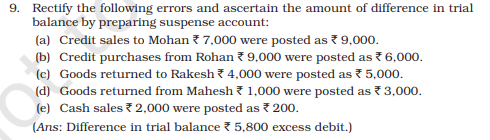 9. Rectify the following errors and ascertain the amount of difference in trial
balance by preparing suspense account:
(a) Credit sales to Mohan ₹ 7,000 were posted as ₹ 9,000.
(b) Credit purchases from Rohan ₹ 9,000 were posted as ₹ 6,000.
(c) Goods returned to Rakesh ₹ 4,000 were posted as ₹ 5,000.
(d) Goods returned from Mahesh ₹ 1,000 were posted as ₹ 3,000.
(e) Cash sales ₹ 2,000 were posted as ₹ 200.
(Ans: Difference in trial balance ₹ 5,800 excess debit.)